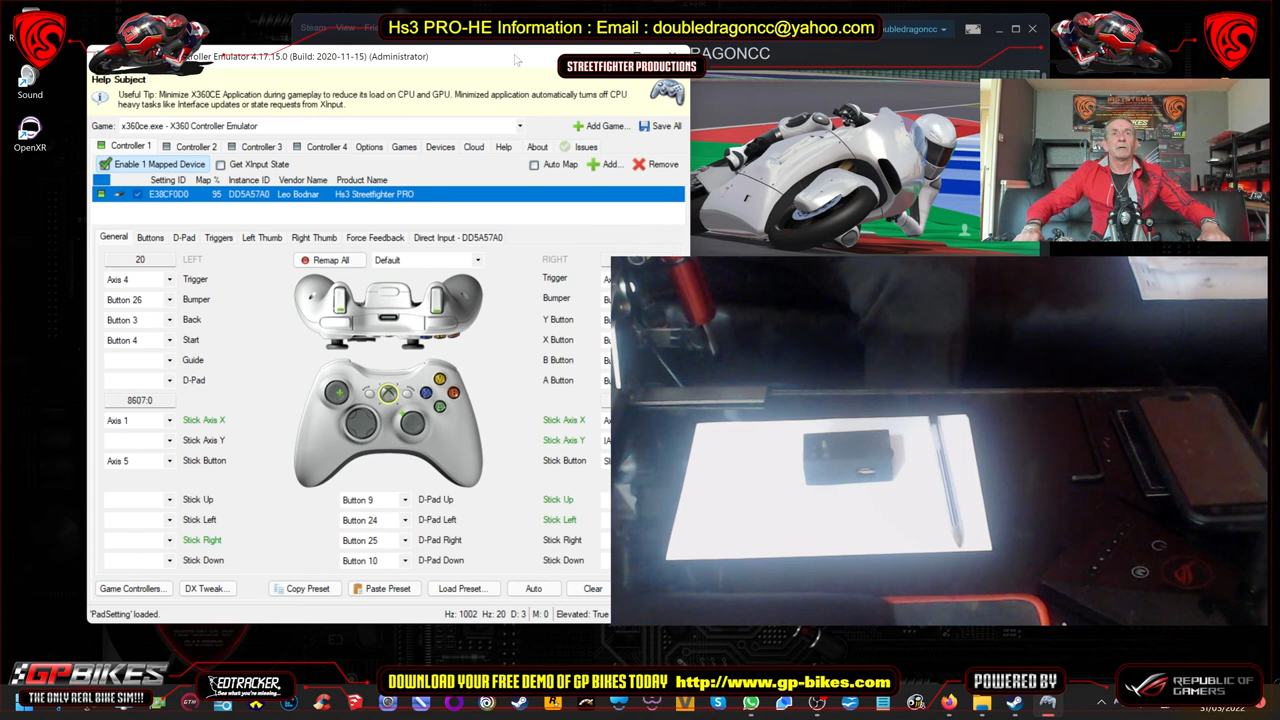 Hs3 PRO-HE Information : Email : doubledragoncc@yahoo.com
Steam View
doubledragoncc
STREETFIGHTER PRODUCTIONS
Sound
OpenXR
Emulator 4.17.15.0 (Build: 2020-11-15) (Administrator)
Help Subject
Useful Tip: Minimize X360CE Application during gameplay to reduce its load on CPU and GPU. Minimized application automatically turns off CPU
heavy tasks like Interface updates or state requests from XInput.
Game: x360ce.exe - X360 Controller Emulator
Add Game... Save All
Controller 1 Controller 2 Controller 3 Controller 4 Options Games Devices Cloud Help About Issues
Enable 1 Mapped Device Get XInput State Auto Map Add... Remove
Setting ID Map % Instance ID Vendor Name Product Name
E38CF0D0 95 DD5A57A0 Leo Bodnar Hs3 Streetfighter PRO
General Buttons D-Pad Triggers Left Thumb Right Thumb Force Feedback Direct Input - DD5A57A0
20 LEFT Remap All Default RIGHT
Axis 4 Trigger Trigger
Button 26 Bumper Bumper
Button 3 Back Y Button
Button 4 Start X Button
Guide B Button
D-Pad A Button
8607:0
Axis 1 Stick Axis X Stick Axis X
Stick Axis Y Stick Axis Y
Axis 5 Stick Button Stick Button
Stick Up Button 9 D-Pad Up Stick Up
Stick Left Button 24 D-Pad Left Stick Left
Stick Right Button 25 D-Pad Right Stick Right
Stick Down Button 10 D-Pad Down Stick Down
Game Controllers... DX Tweak... Copy Preset Paste Preset Load Preset... Auto Clear
'PadSetting' loaded. Hz: 1002 Hz: 20 D: 3 M: 0 Elevated: True
GPBIKES
THE ONLY REAL BIKE SIM!!!
EDTRACKER
DOWNLOAD YOUR FREE DEMO OF GP BIKES TODAY http://www.gp-bikes.com
POWERED BY
REPUBLIC OF
GAMERS
31/05/2022